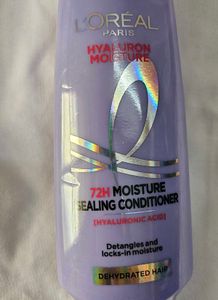 L'ORÉAL
PARIS
HYALURON
MOISTURE
72H MOISTURE
SEALING CONDITIONER
[HYALURONIC ACID]
Detangles and
locks-in moisture
DEHYDRATED HAIR